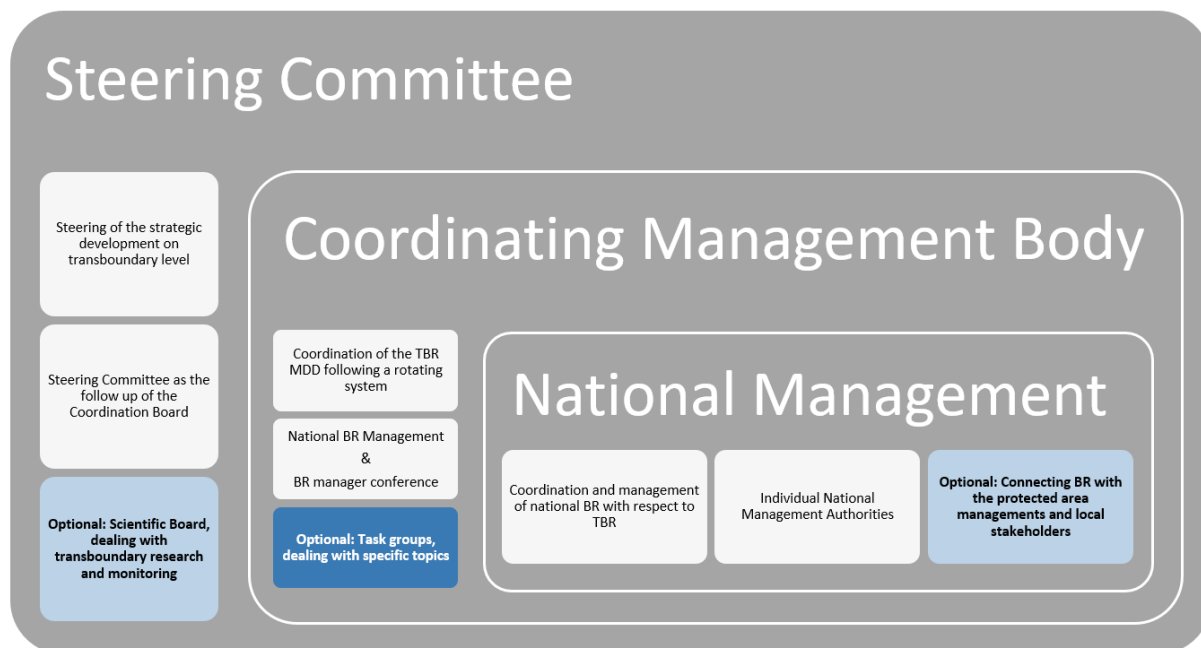 Steering Committee
Steering of the strategic
development on
transboundary level
Steering Committee as the
follow up of the
Coordination Board
Optional: Scientific Board,
dealing with
transboundary research
and monitoring
Coordinating Management Body
Coordination of the TBR
MDD following a rotating
system
National BR Management
&
BR manager conference
Optional: Task groups,
dealing with specific topics
National Management
Coordination and management
of national BR with respect to
TBR
Individual National
Management Authorities
Optional: Connecting BR with
the protected area
managements and local
stakeholders